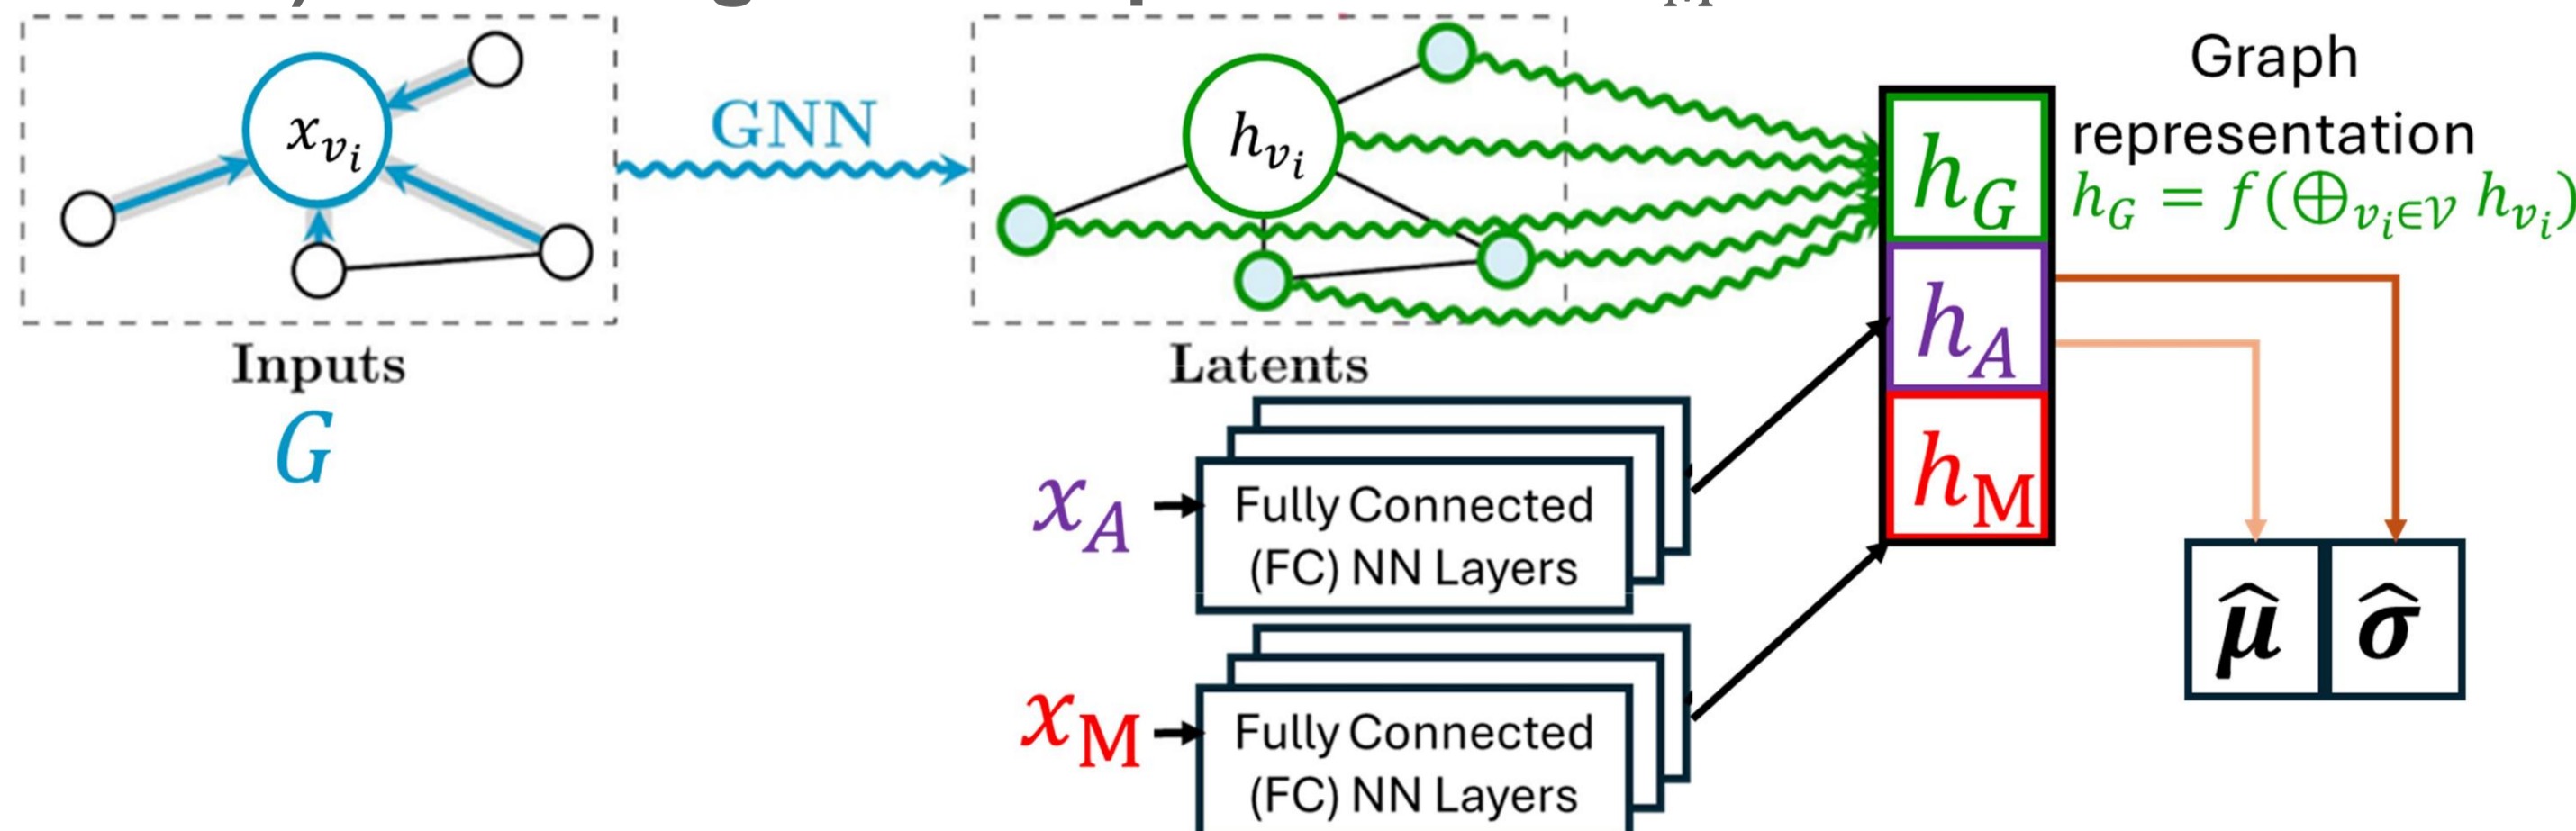 x_{v_i}
GNN
h_{v_i}
Inputs
G
Latents
Graph
representation
h_G = f(⊕_{v_i∈𝒱} h_{v_i})
h_G
h_A
h_M
x_A
Fully Connected
(FC) NN Layers
x_M
Fully Connected
(FC) NN Layers
μ̂
σ̂